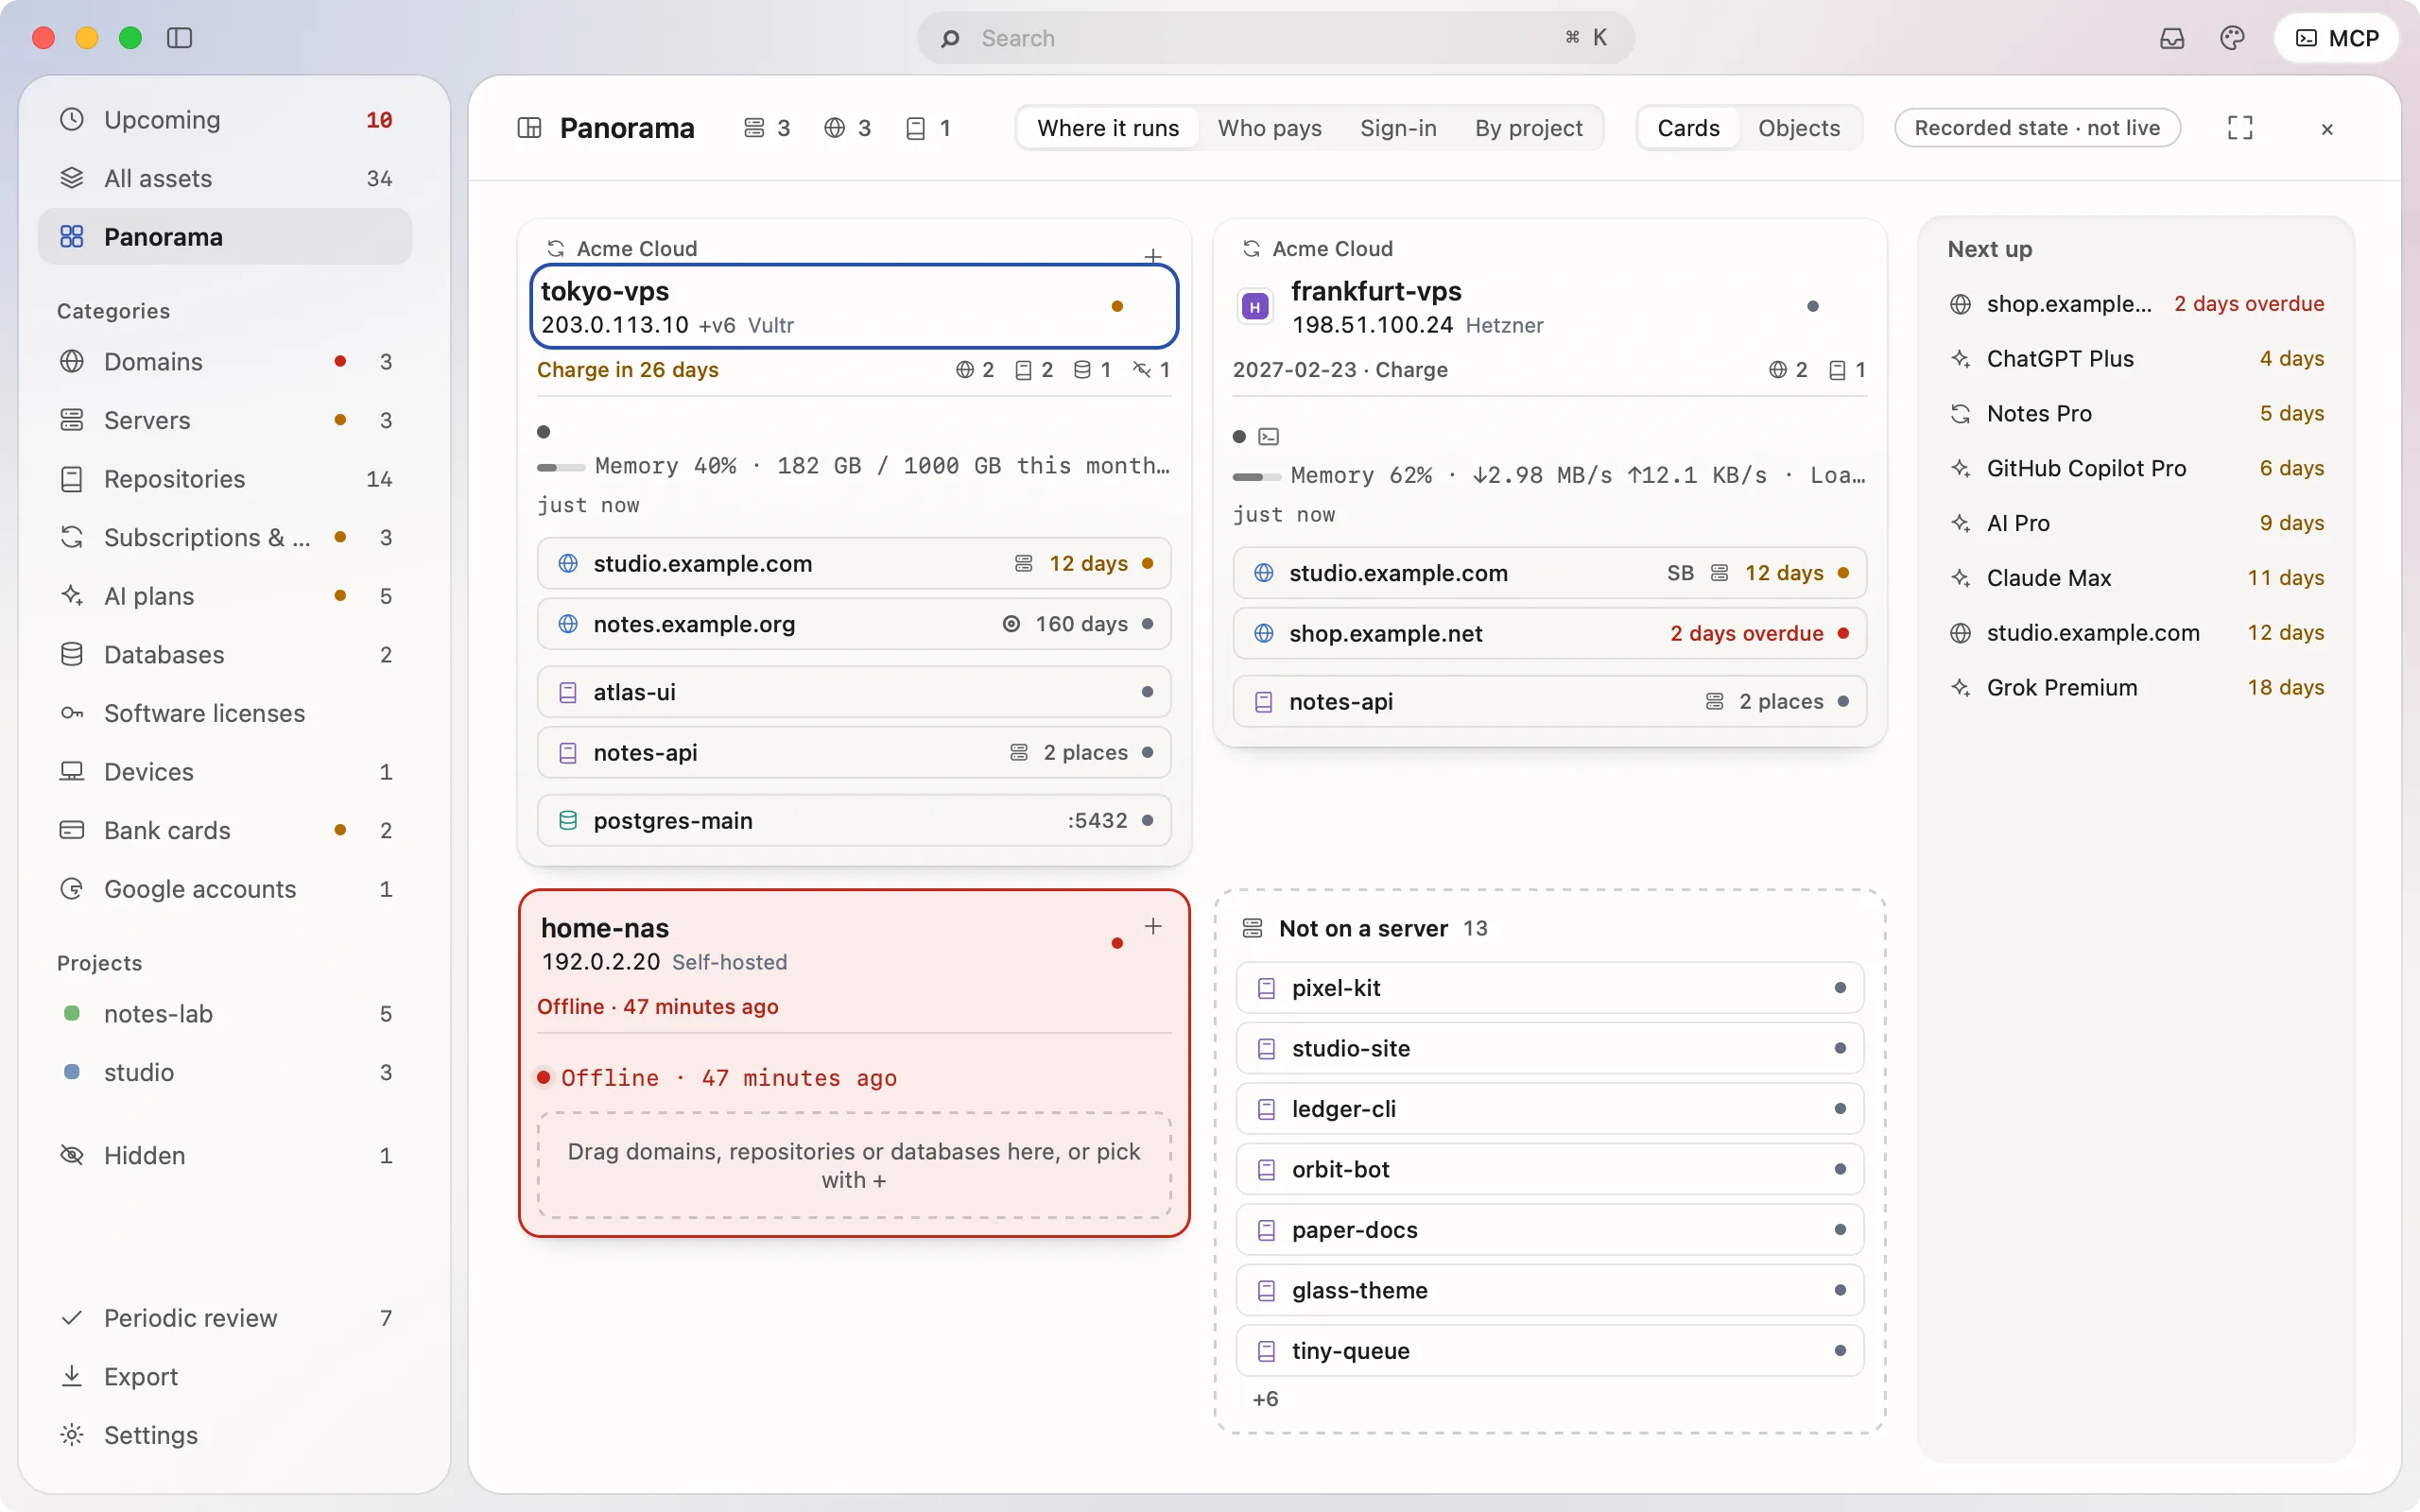 Search
⌘ K
MCP
Upcoming 10
All assets 34
Panorama
Categories
Domains 3
Servers 3
Repositories 14
Subscriptions & ... 3
AI plans 5
Databases 2
Software licenses
Devices 1
Bank cards 2
Google accounts 1
Projects
notes-lab 5
studio 3
Hidden 1
Periodic review 7
Export
Settings
Panorama 3 3 1
Where it runs Who pays Sign-in By project
Cards Objects
Recorded state · not live
×
Acme Cloud +
tokyo-vps
203.0.113.10 +v6 Vultr
Charge in 26 days 2 2 1 1
Memory 40% · 182 GB / 1000 GB this month…
just now
studio.example.com 12 days
notes.example.org 160 days
atlas-ui
notes-api 2 places
postgres-main :5432
Acme Cloud
H
frankfurt-vps
198.51.100.24 Hetzner
2027-02-23 · Charge 2 1
Memory 62% · ↓2.98 MB/s ↑12.1 KB/s · Loa…
just now
studio.example.com SB 12 days
shop.example.net 2 days overdue
notes-api 2 places
home-nas +
192.0.2.20 Self-hosted
Offline · 47 minutes ago
Offline · 47 minutes ago
Drag domains, repositories or databases here, or pick
with +
Not on a server 13
pixel-kit
studio-site
ledger-cli
orbit-bot
paper-docs
glass-theme
tiny-queue
+6
Next up
shop.example... 2 days overdue
ChatGPT Plus 4 days
Notes Pro 5 days
GitHub Copilot Pro 6 days
AI Pro 9 days
Claude Max 11 days
studio.example.com 12 days
Grok Premium 18 days